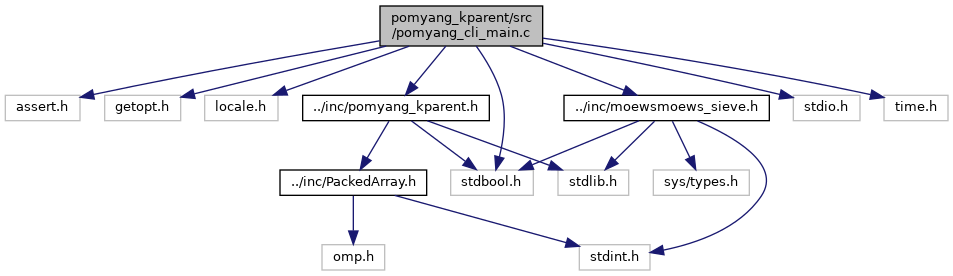 pomyang_kparent/src
/pomyang_cli_main.c
assert.h
getopt.h
locale.h
../inc/pomyang_kparent.h
../inc/moewsmoews_sieve.h
stdio.h
time.h
../inc/PackedArray.h
stdbool.h
stdlib.h
sys/types.h
omp.h
stdint.h